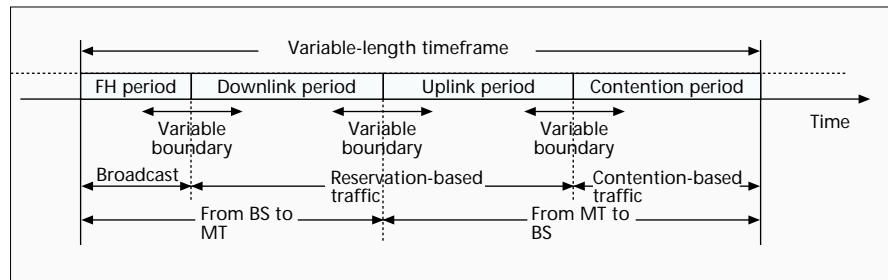 Variable-length timeframe
FH period
Downlink period
Uplink period
Contention period
Time
Variable
boundary
Variable
boundary
Variable
boundary
Broadcast
Reservation-based
traffic
Contention-based
traffic
From BS to
MT
From MT to
BS